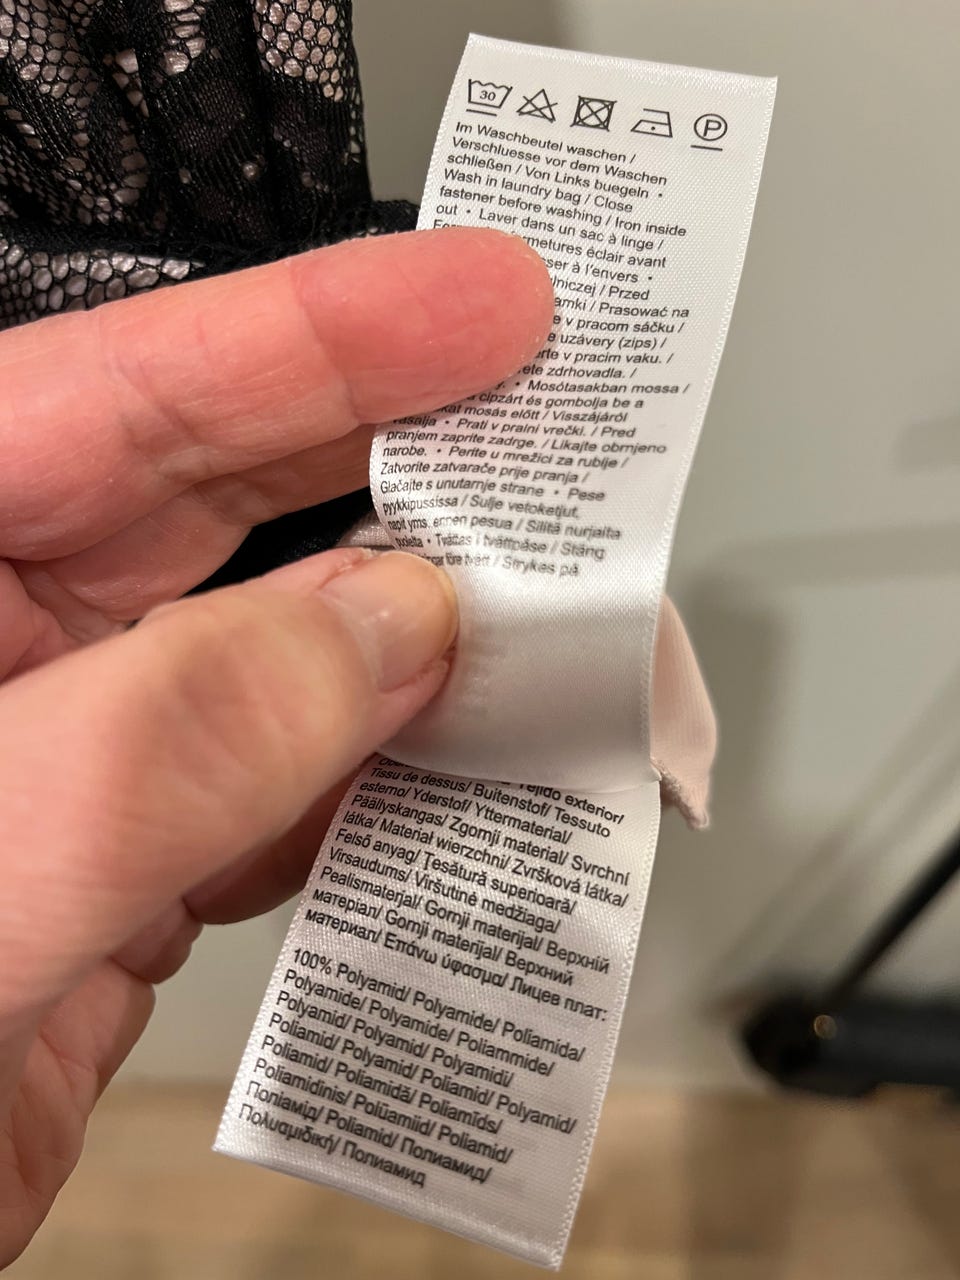 30 P
Im Waschbeutel waschen /
Verschluesse vor dem Waschen
schließen / Von Links buegeln •
Wash in laundry bag / Close
fastener before washing / Iron inside
out • Laver dans un sac à linge /
fermetures éclair avant
à l'envers •
/ Przed
/ Prasować na
v pracom sáčku /
uzávery (zips) /
v pracím vaku. /
zdrhovadla. /
• Mosótasakban mossa /
cipzárt és gombolja be a
mosás előtt / Visszájáról
vasalja • Prati v pralni vrečki. / Pred
pranjem zaprite zadrge. / Likajte obrnjeno
narobe. • Perite u mrežici za rublje /
Zatvorite zatvarače prije pranja /
Glačajte s unutarnje strane • Pese
pyykkipussissa / Sulje vetoketjut,
napit yms. ennen pesua / Silitä nurjalta
puolelta • Tvättas i tvättpåse / Stäng
före tvätt / Strykes på
Tejido exterior/
Tissu de dessus/ Buitenstof/ Tessuto
esterno/ Yderstof/ Yttermaterial/
Päällyskangas/ Zgornji material/ Svrchní
látka/ Materiał wierzchni/ Zvršková látka/
Felső anyag/ Ţesătură superioară/
Virsaudums/ Viršutinė medžiaga/
Pealismaterjal/ Gornji materijal/ Верхній
матеріал/ Gornji materijal/ Верхний
материал/ Επάνω ύφασμα/ Лицев плат:
100% Polyamid/ Polyamide/ Poliamida/
Polyamide/ Polyamide/ Poliammide/
Polyamid/ Polyamid/ Polyamidi/
Poliamid/ Polyamid/ Poliamid/ Polyamid/
Poliamid/ Poliamidă/ Poliamīds/
Poliamidinis/ Polüamiid/ Poliamid/
Поліамід/ Poliamid/ Полиамид/
Πολυαμιδική/ Полиамид